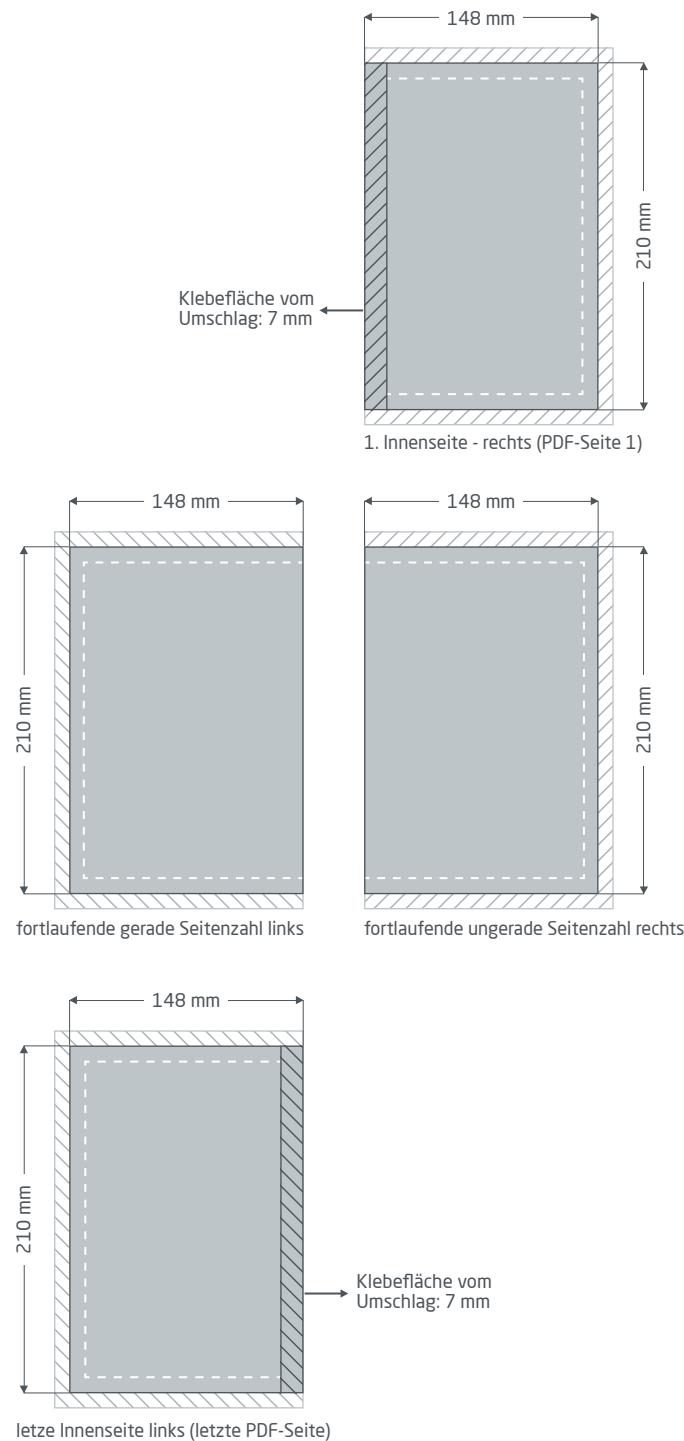 148 mm
210 mm
Klebefläche vom
Umschlag: 7 mm
1. Innenseite - rechts (PDF-Seite 1)
148 mm
148 mm
210 mm
210 mm
fortlaufende gerade Seitenzahl links
fortlaufende ungerade Seitenzahl rechts
148 mm
210 mm
Klebefläche vom
Umschlag: 7 mm
letze Innenseite links (letzte PDF-Seite)